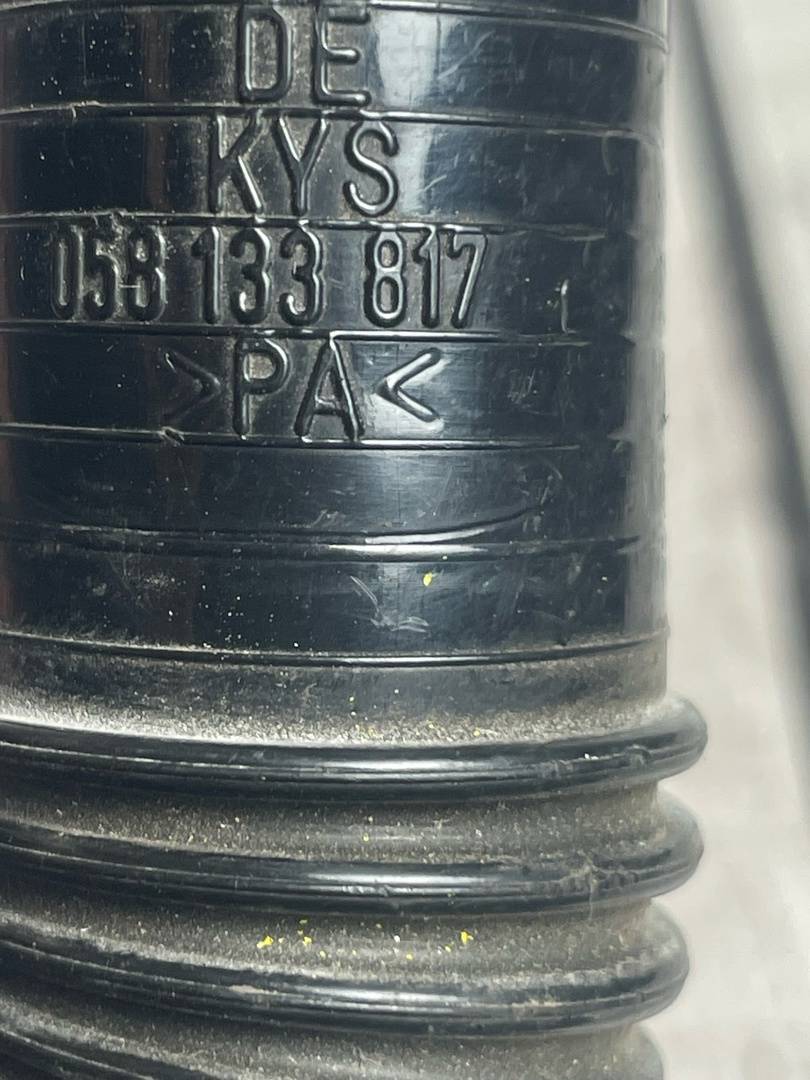 DE
KYS
058 133 817
>PA<